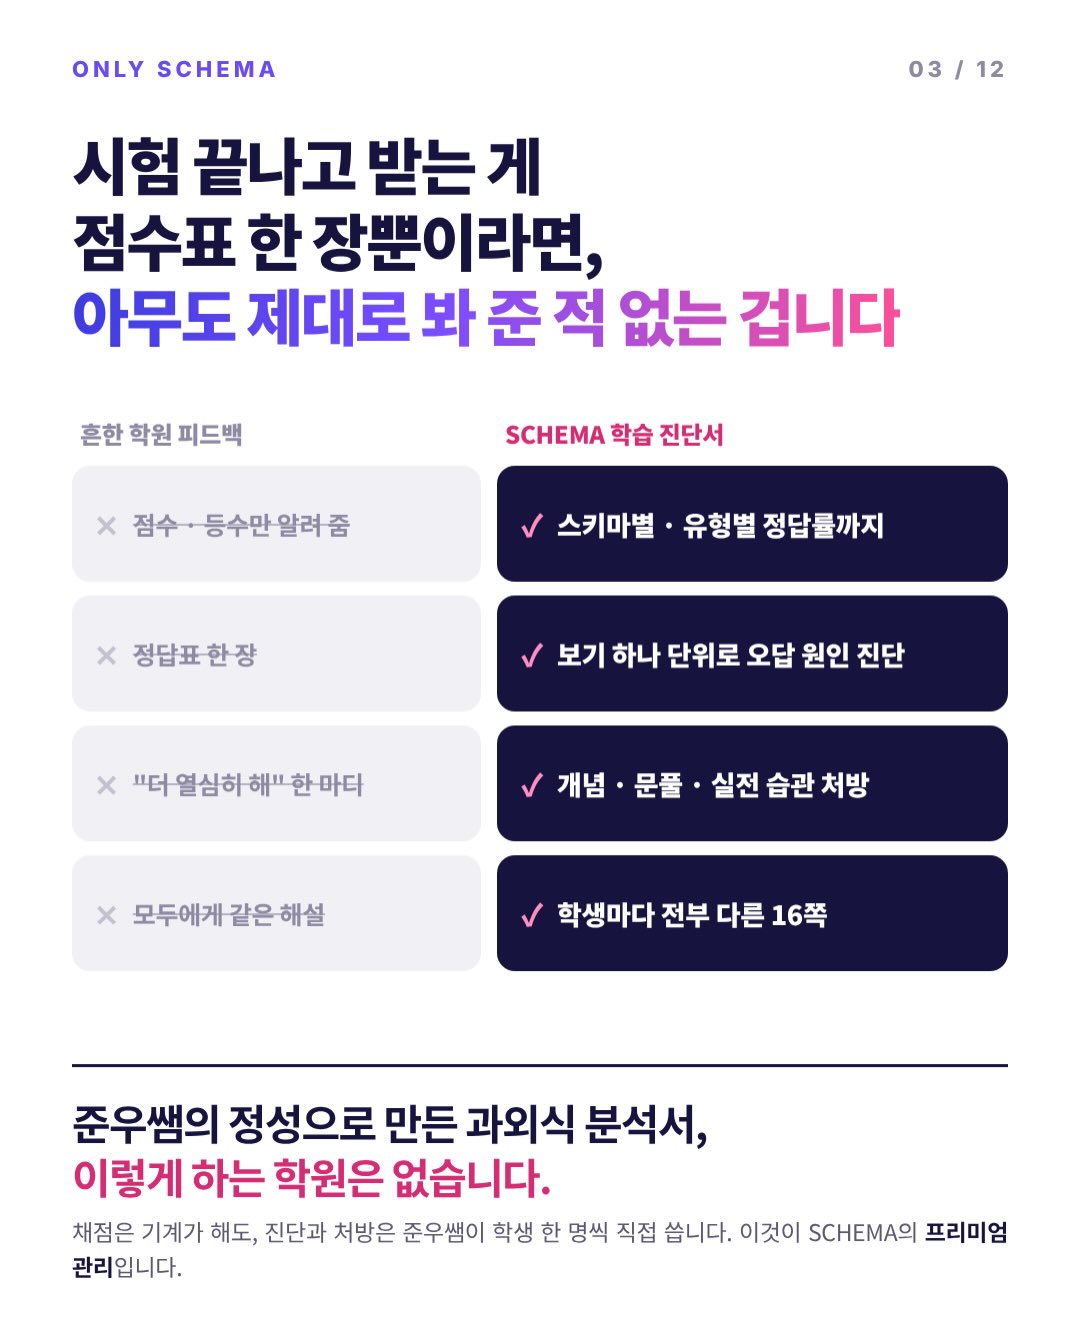 ONLY SCHEMA
03 / 12
시험 끝나고 받는 게
점수표 한 장뿐이라면,
아무도 제대로 봐 준 적 없는 겁니다
흔한 학원 피드백
SCHEMA 학습 진단서
✕ 점수 · 등수만 알려 줌
✓ 스키마별 · 유형별 정답률까지
✕ 정답표 한 장
✓ 보기 하나 단위로 오답 원인 진단
✕ "더 열심히 해" 한 마디
✓ 개념 · 문풀 · 실전 습관 처방
✕ 모두에게 같은 해설
✓ 학생마다 전부 다른 16쪽
준우쌤의 정성으로 만든 과외식 분석서,
이렇게 하는 학원은 없습니다.
채점은 기계가 해도, 진단과 처방은 준우쌤이 학생 한 명씩 직접 씁니다. 이것이 SCHEMA의 프리미엄
관리입니다.